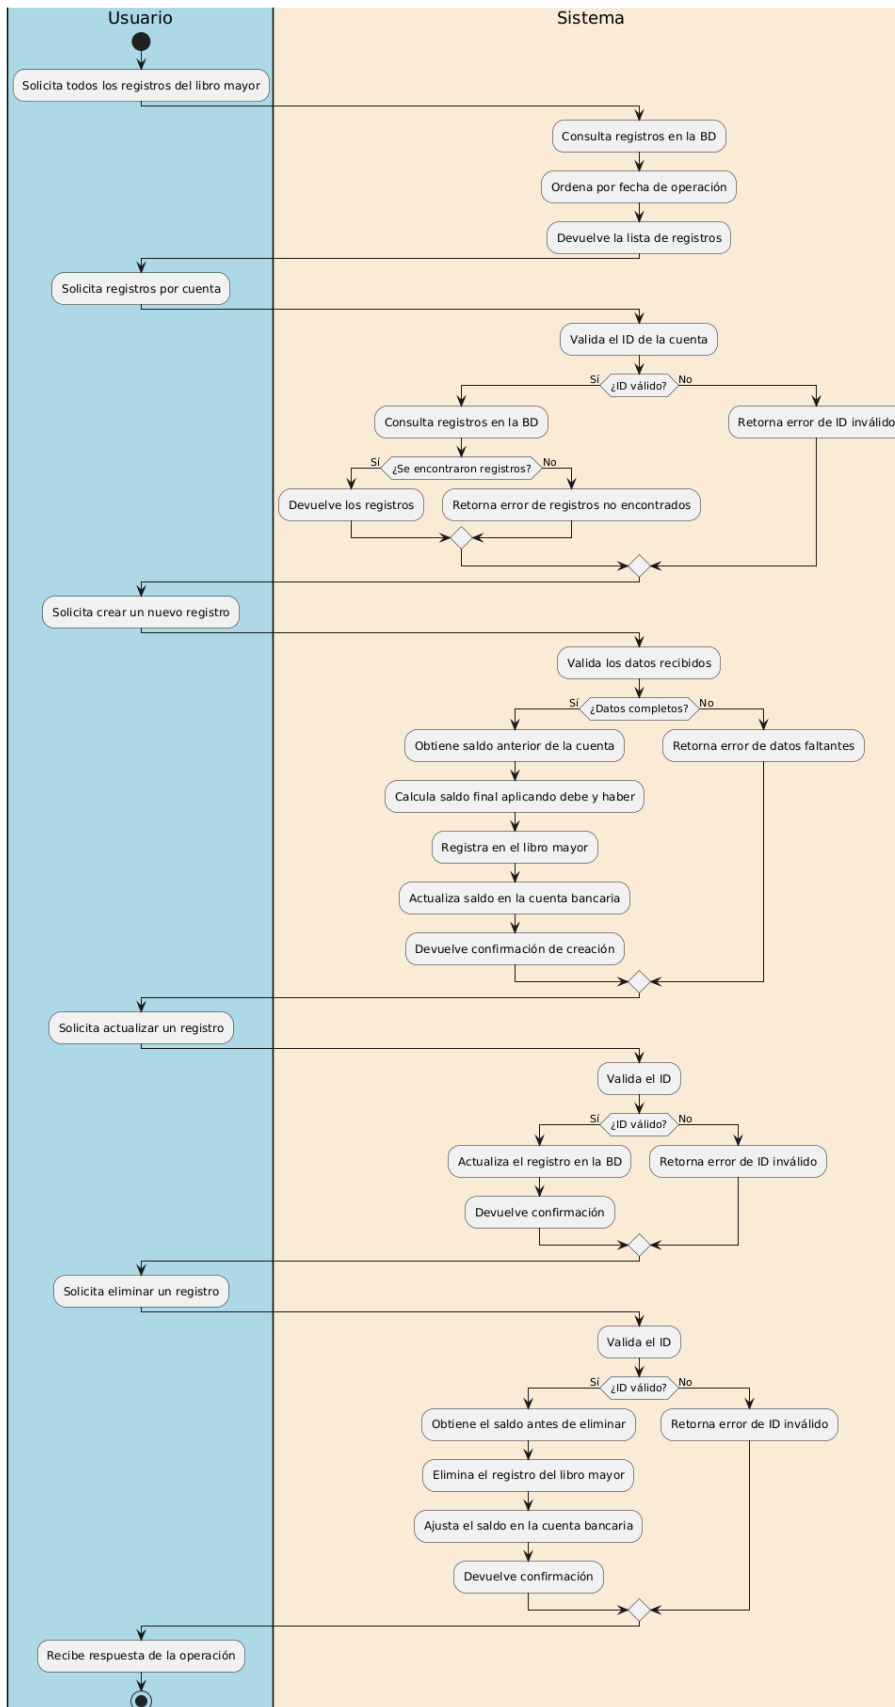 Usuario
Sistema
Solicita todos los registros del libro mayor
Consulta registros en la BD
Ordena por fecha de operación
Devuelve la lista de registros
Solicita registros por cuenta
Valida el ID de la cuenta
Sí
¿ID válido?
No
Consulta registros en la BD
Retorna error de ID inválido
Sí
¿Se encontraron registros?
No
Devuelve los registros
Retorna error de registros no encontrados
Solicita crear un nuevo registro
Valida los datos recibidos
Sí
¿Datos completos?
No
Obtiene saldo anterior de la cuenta
Retorna error de datos faltantes
Calcula saldo final aplicando debe y haber
Registra en el libro mayor
Actualiza saldo en la cuenta bancaria
Devuelve confirmación de creación
Solicita actualizar un registro
Valida el ID
Sí
¿ID válido?
No
Actualiza el registro en la BD
Retorna error de ID inválido
Devuelve confirmación
Solicita eliminar un registro
Valida el ID
Sí
¿ID válido?
No
Obtiene el saldo antes de eliminar
Retorna error de ID inválido
Elimina el registro del libro mayor
Ajusta el saldo en la cuenta bancaria
Devuelve confirmación
Recibe respuesta de la operación